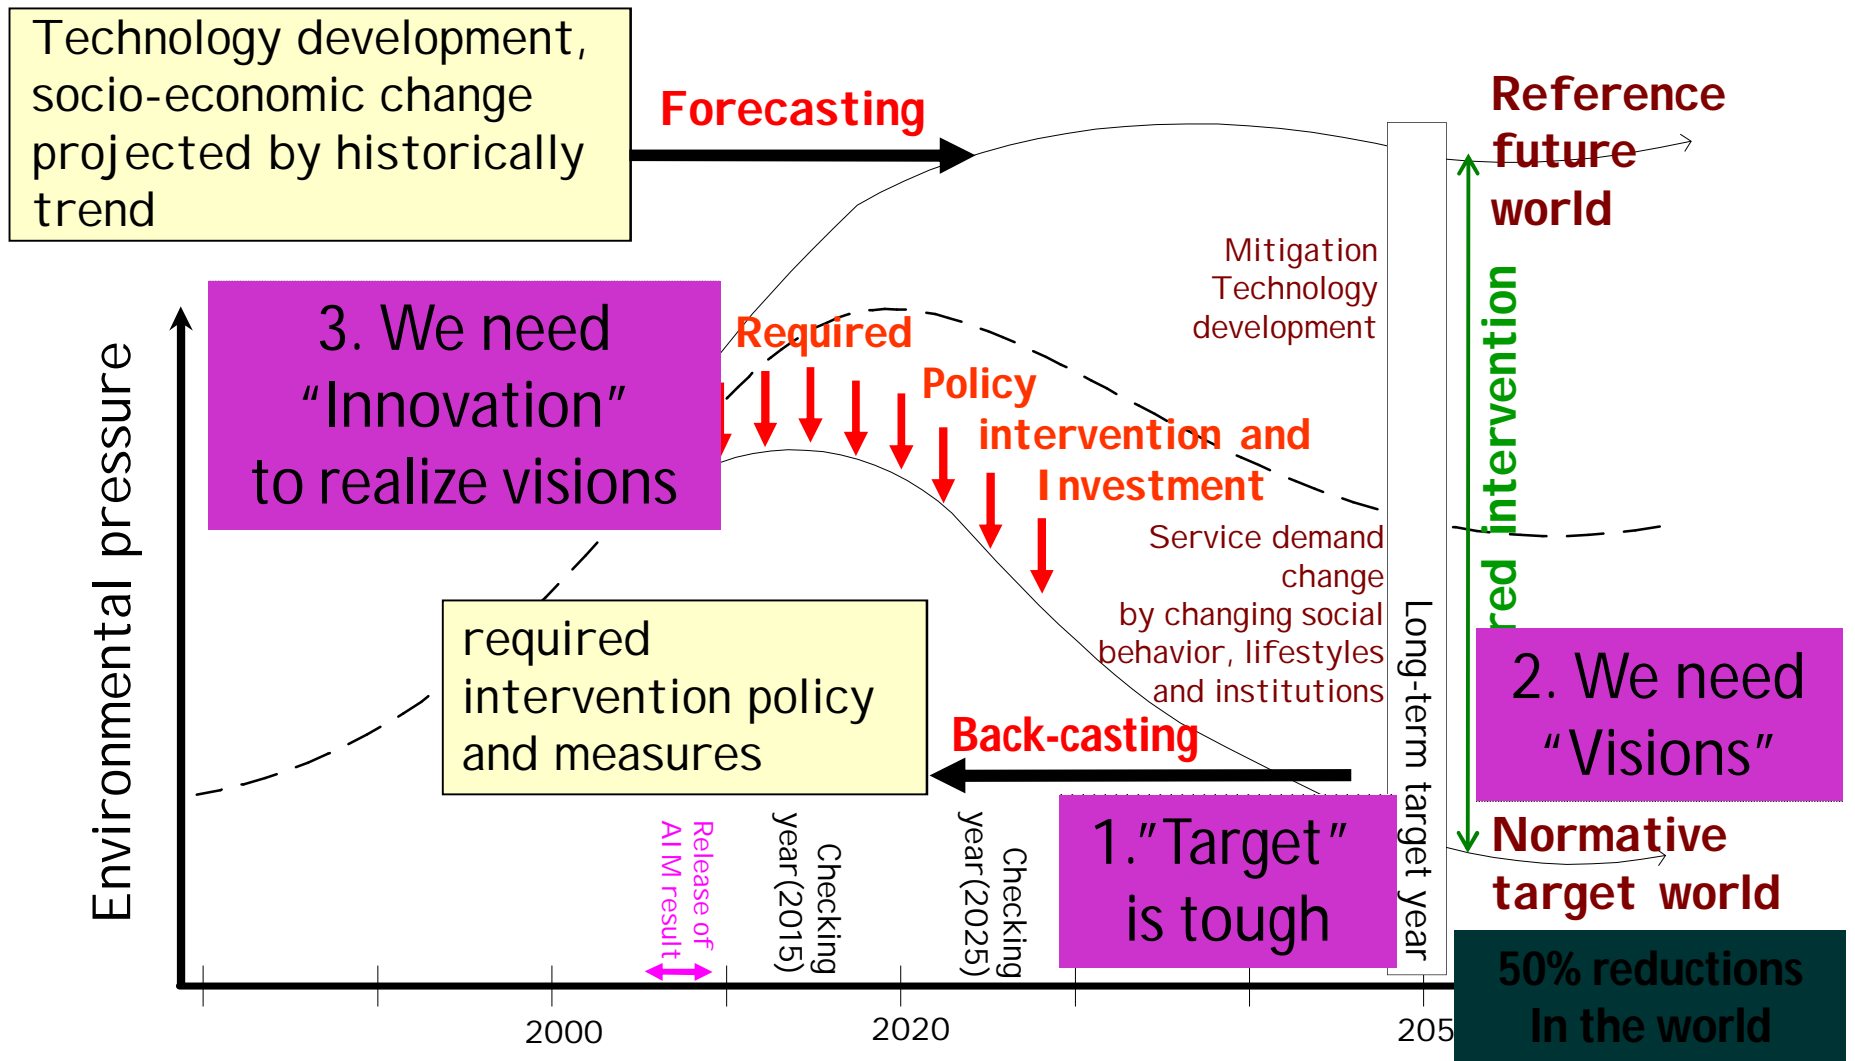 Technology development,
socio-economic change
projected by historically
trend
Forecasting
Reference
future
world
Mitigation
Technology
development
3. We need
“Innovation”
to realize visions
Required
Policy
intervention and
Investment
Environmental pressure
intervention
Service demand
change
by changing social
behavior, lifestyles
and institutions
Long-term target year
required
intervention policy
and measures
Back-casting
2. We need
“Visions”
1.”Target”
is tough
Normative
target world
Release of
AIM result
Checking
year(2015)
Checking
year(2025)
50% reductions
In the world
2000
2020
205